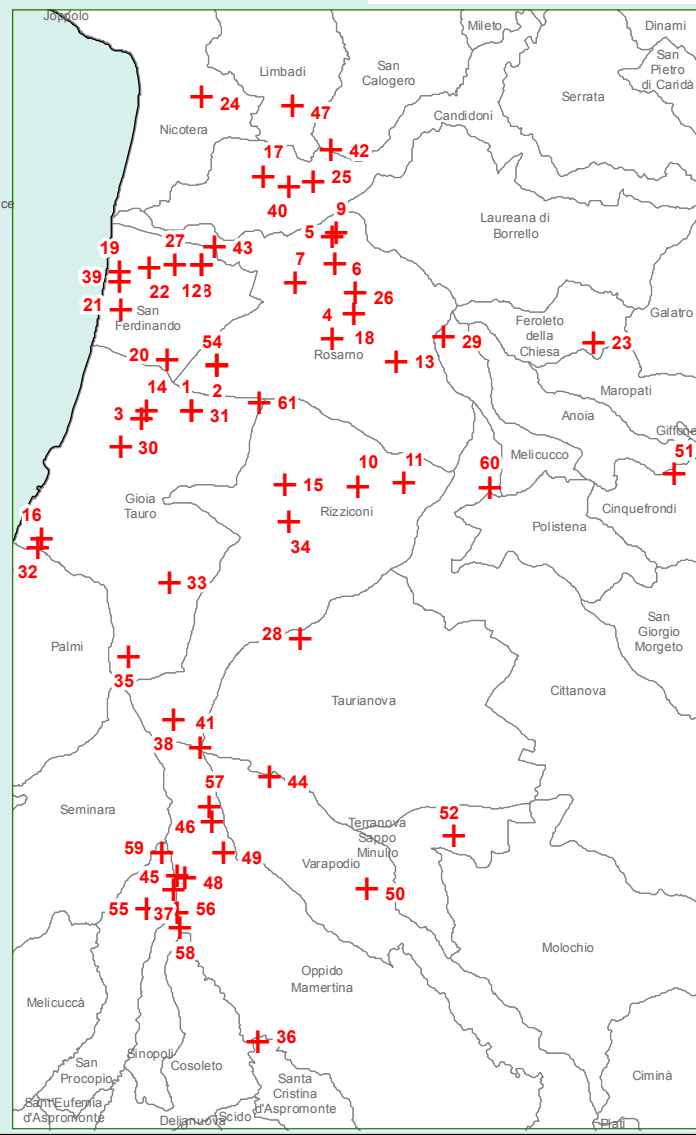 Joppolo
Mileto
Dinami
San
Pietro
di Caridà
Limbadi
San
Calogero
Serrata
24
47
Candidoni
Nicotera
17
42
25
40
ce
9
5
Laureana di
Borrello
19
27
43
39
7
6
22
128
26
21
San
Ferdinando
4
Galatro
Feroleto
della
Chiesa
18
29
23
54
20
Rosarno
13
14
1
2
Maropati
3
31
61
Anoia
Giffone
30
Melicucco
51
10
11
60
15
Gioia
Tauro
Rizziconi
Cinquefrondi
16
34
Polistena
32
33
28
San
Giorgio
Morgeto
Palmi
35
Taurianova
Cittanova
41
38
57
44
Seminara
46
52
Terranova
Sappo
Minulio
59
49
Varapodio
45
48
50
55
37
56
58
Molochio
Oppido
Mamertina
Melicuccà
36
Sinopoli
San
Procopio
Cosoleto
Ciminà
Santa
Cristina
d'Aspromonte
Sant'Eufemia
d'Aspromonte
Scido
Delianuova
Platì